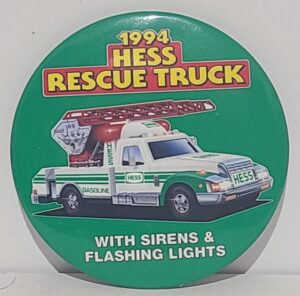 1994
HESS
RESCUE TRUCK
HESS
GASOLINE
HESS
WITH SIRENS &
FLASHING LIGHTS